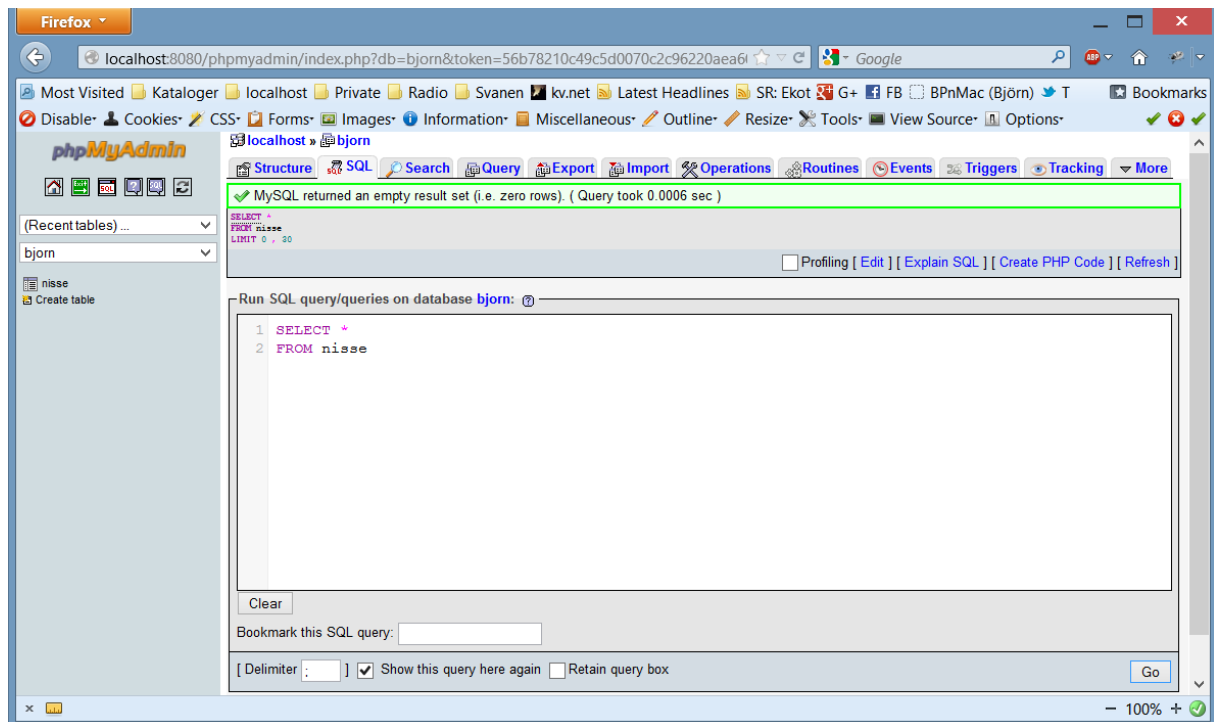 Firefox
localhost:8080/phpmyadmin/index.php?db=bjorn&token=56b78210c49c5d0070c2c96220aea6
Google
ABP
Most Visited Kataloger localhost Private Radio Svanen kv.net Latest Headlines SR: Ekot G+ FB BPnMac (Björn) T Bookmarks
Disable Cookies CSS Forms Images Information Miscellaneous Outline Resize Tools View Source Options
phpMyAdmin
localhost » bjorn
Structure SQL Search Query Export Import Operations Routines Events Triggers Tracking More
MySQL returned an empty result set (i.e. zero rows). ( Query took 0.0006 sec )
(Recent tables) ...
SELECT *
FROM nisse
LIMIT 0 , 30
bjorn
Profiling [ Edit ] [ Explain SQL ] [ Create PHP Code ] [ Refresh ]
nisse
Create table
Run SQL query/queries on database bjorn:
1 SELECT *
2 FROM nisse
Clear
Bookmark this SQL query:
[ Delimiter ; ] Show this query here again Retain query box
Go
100%